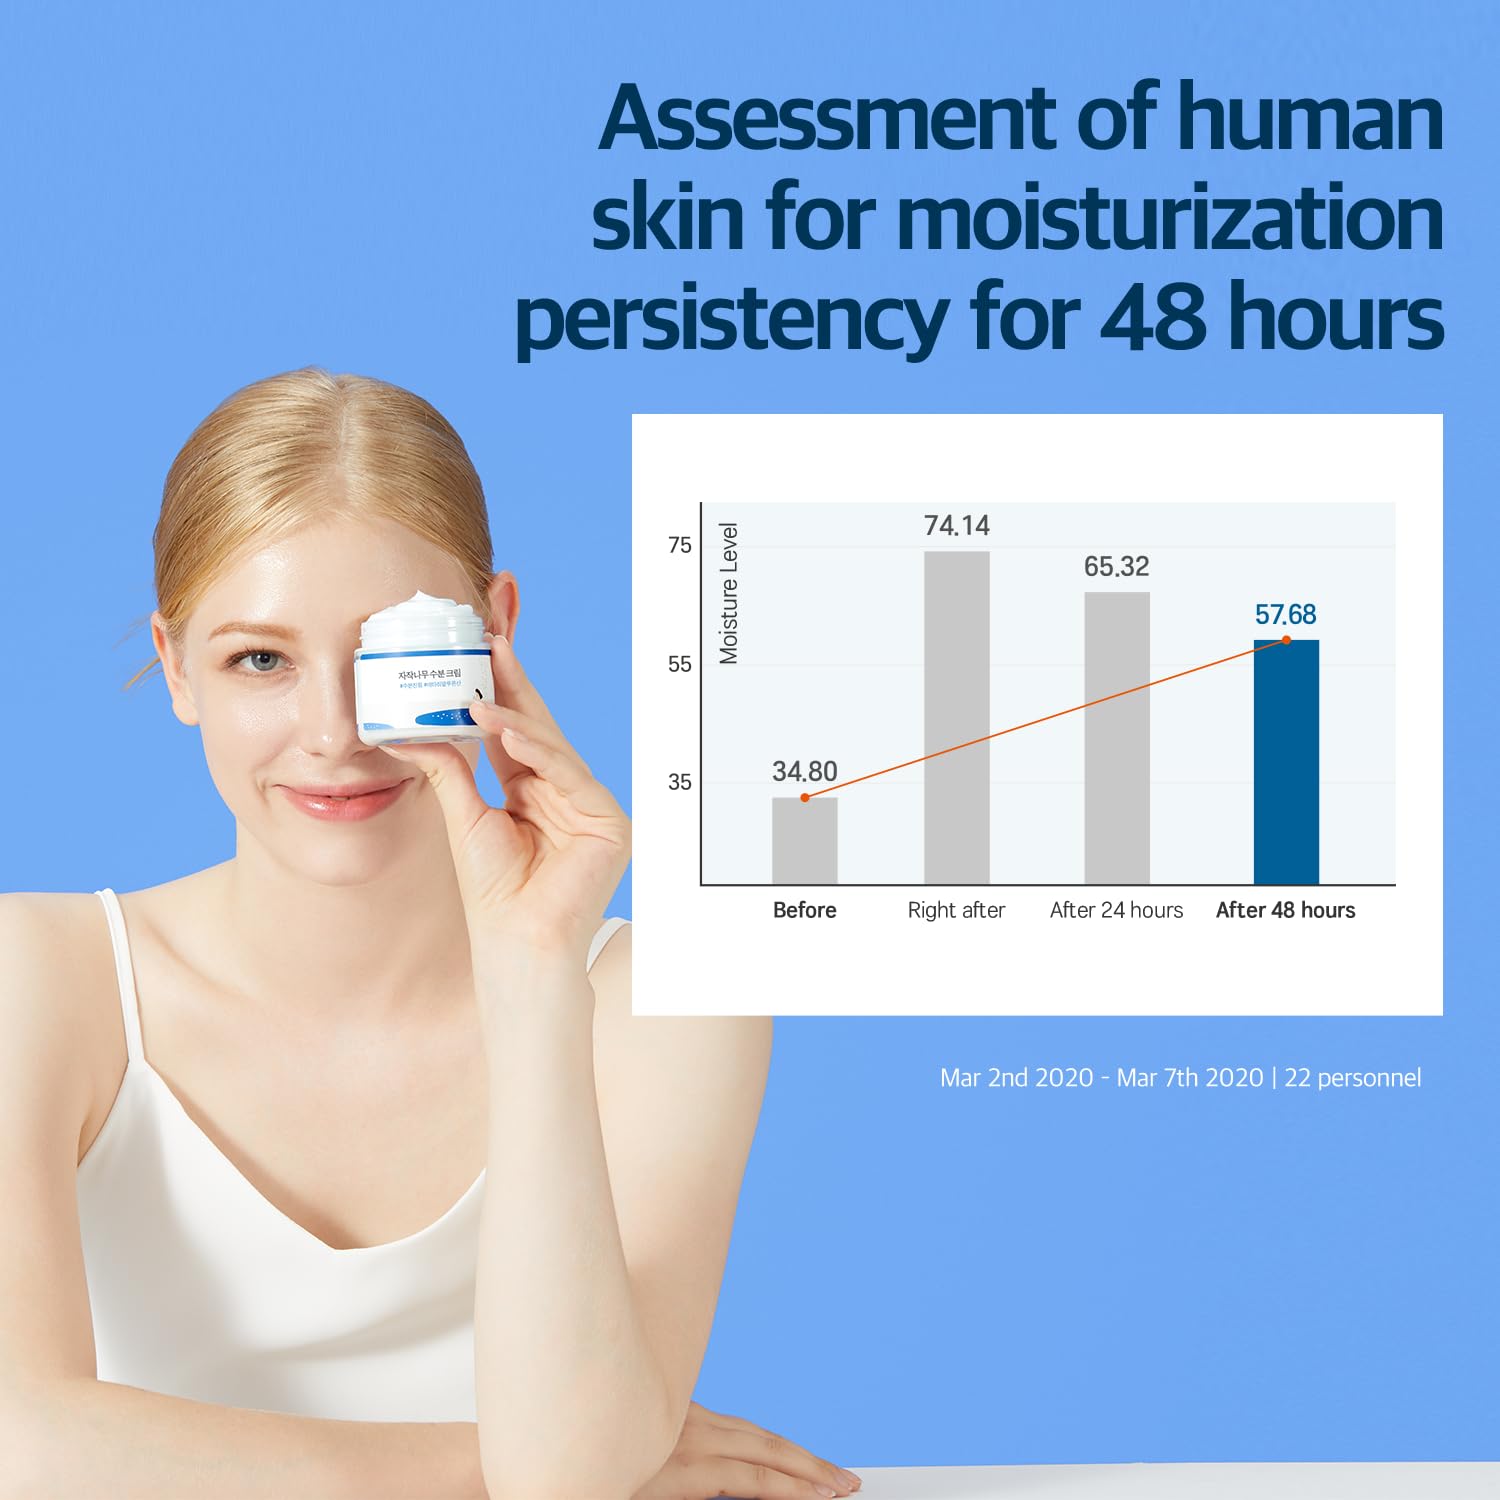 Assessment of human
skin for moisturization
persistency for 48 hours
자작나무 수분 크림
Moisture Level
75
55
35
34.80
74.14
65.32
57.68
Before
Right after
After 24 hours
After 48 hours
Mar 2nd 2020 - Mar 7th 2020 | 22 personnel